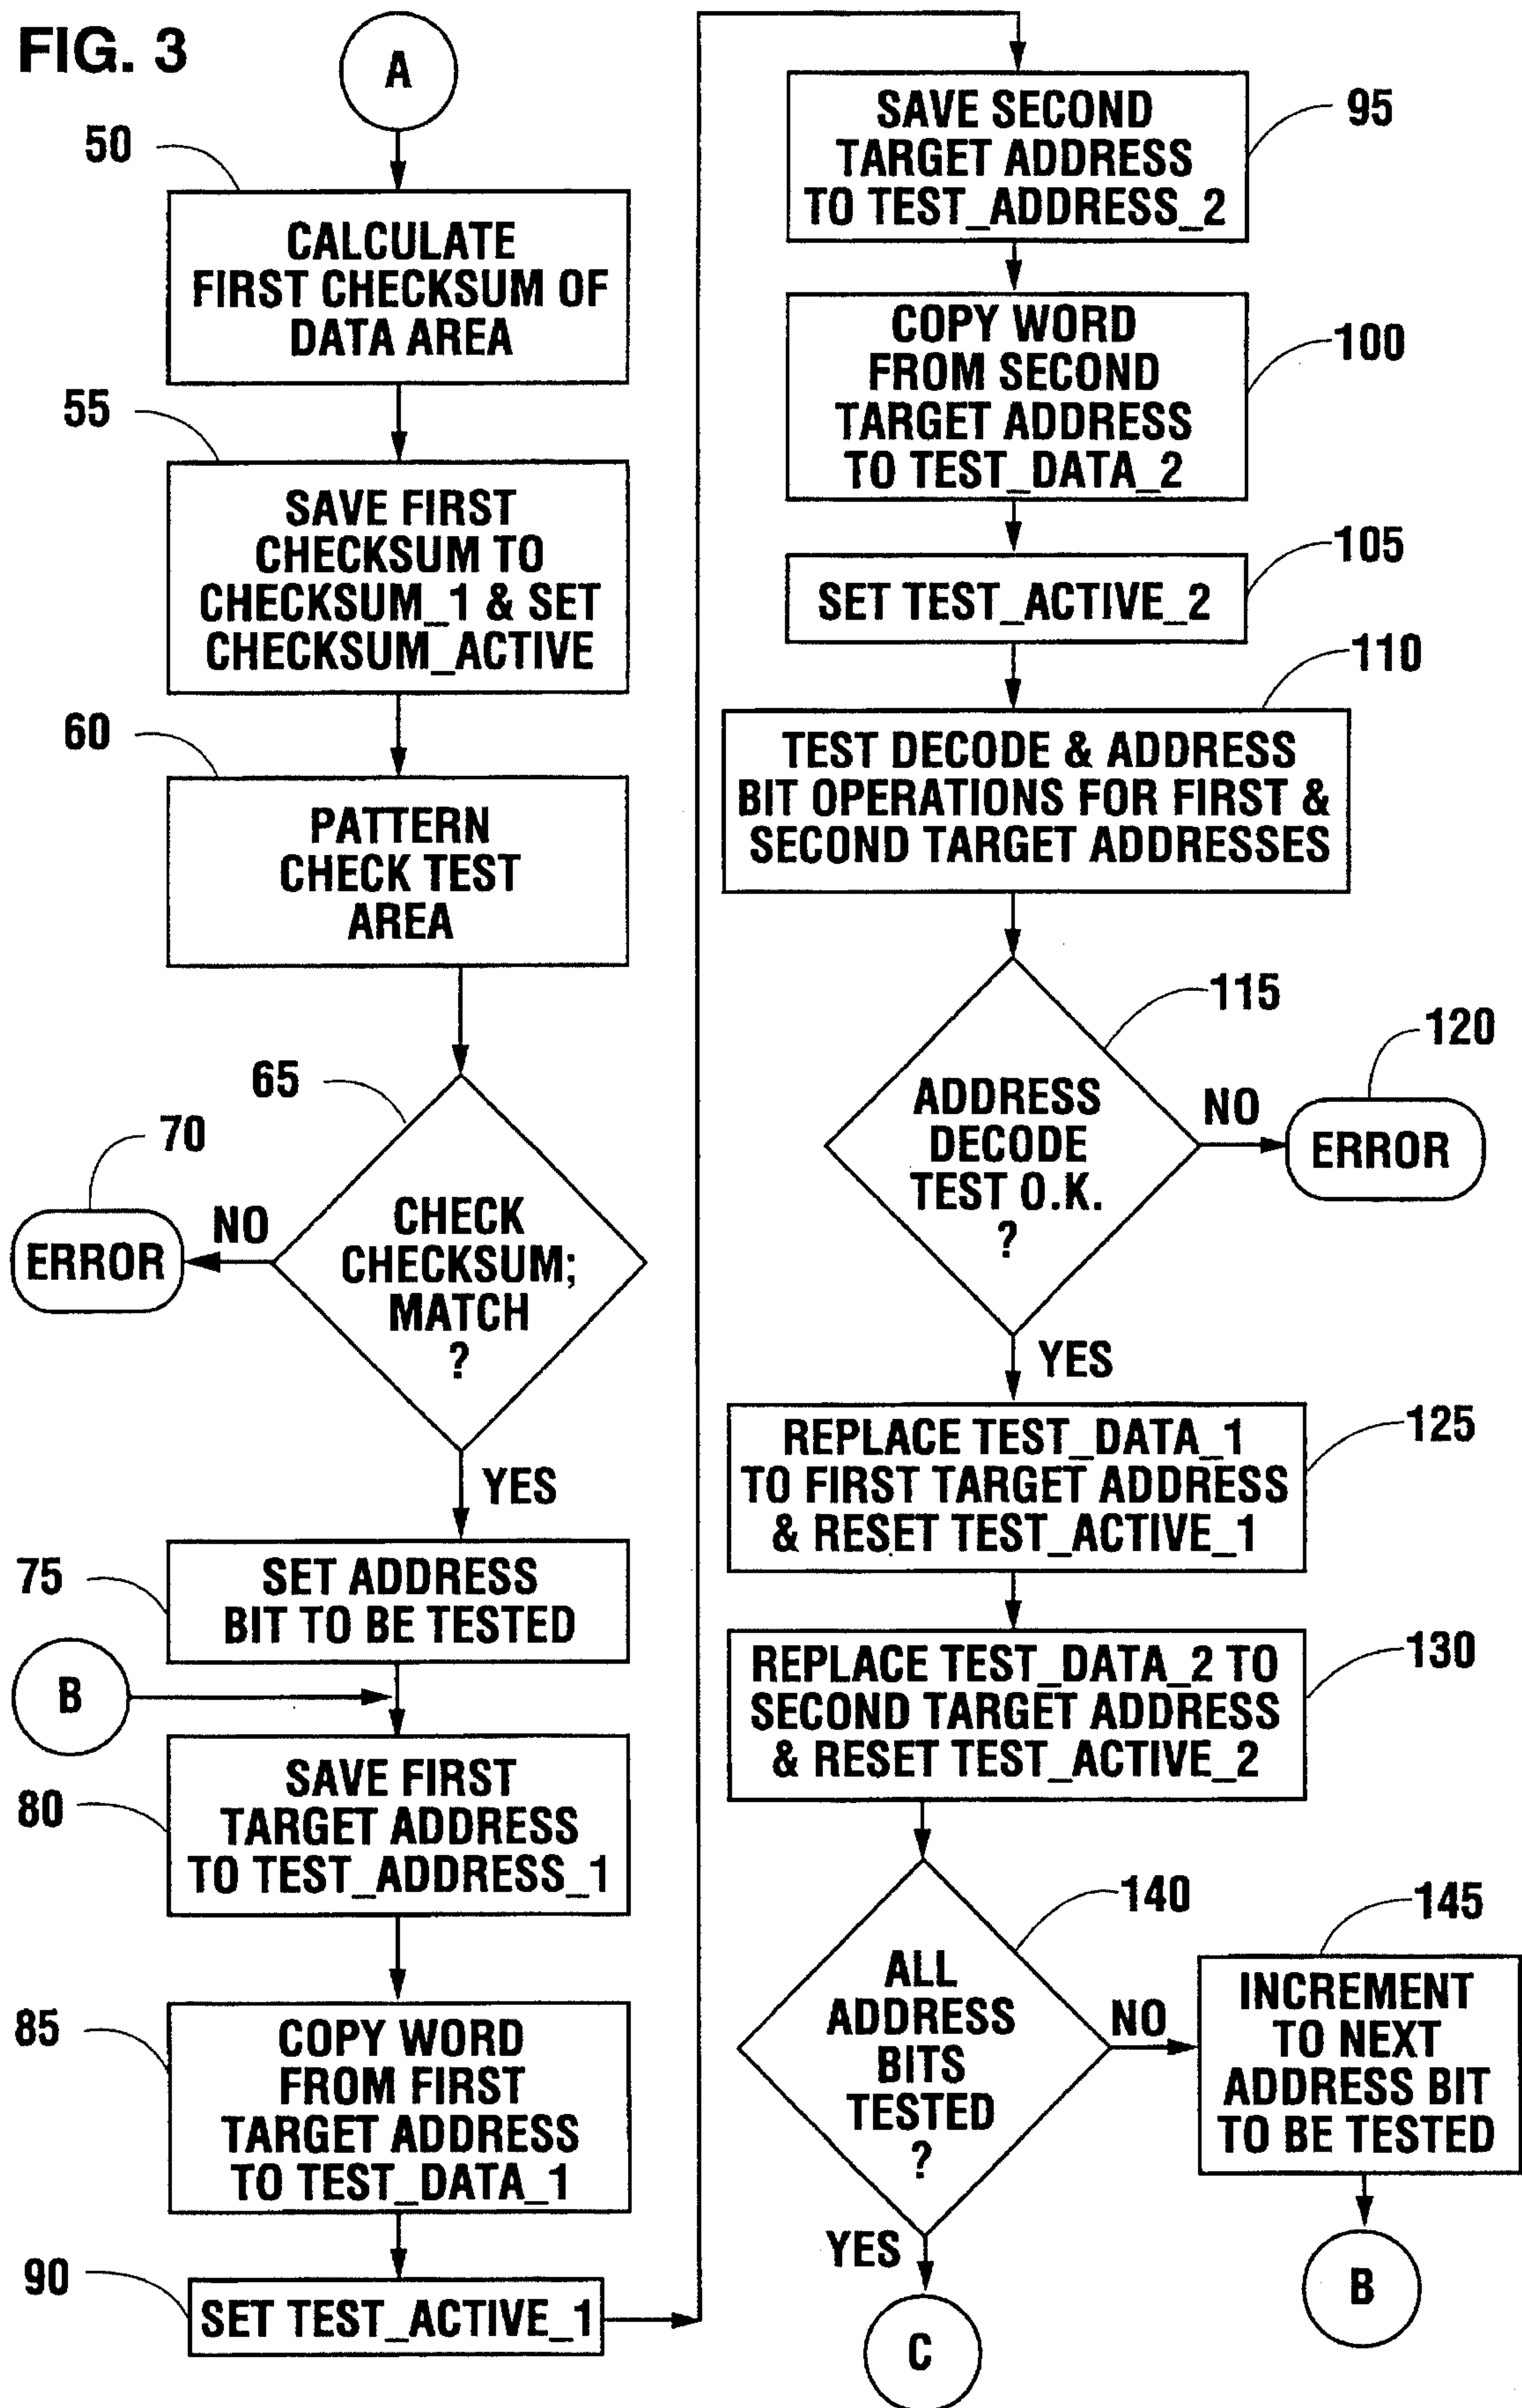 FIG. 3
A
50
CALCULATE
FIRST CHECKSUM OF
DATA AREA
55
SAVE FIRST
CHECKSUM TO
CHECKSUM_1 & SET
CHECKSUM_ACTIVE
60
PATTERN
CHECK TEST
AREA
65
CHECK
CHECKSUM;
MATCH
?
NO
70
ERROR
YES
75
SET ADDRESS
BIT TO BE TESTED
B
80
SAVE FIRST
TARGET ADDRESS
TO TEST_ADDRESS_1
85
COPY WORD
FROM FIRST
TARGET ADDRESS
TO TEST_DATA_1
90
SET TEST_ACTIVE_1
95
SAVE SECOND
TARGET ADDRESS
TO TEST_ADDRESS_2
100
COPY WORD
FROM SECOND
TARGET ADDRESS
TO TEST_DATA_2
105
SET TEST_ACTIVE_2
110
TEST DECODE & ADDRESS
BIT OPERATIONS FOR FIRST &
SECOND TARGET ADDRESSES
115
ADDRESS
DECODE
TEST O.K.
?
NO
120
ERROR
YES
125
REPLACE TEST_DATA_1
TO FIRST TARGET ADDRESS
& RESET TEST_ACTIVE_1
130
REPLACE TEST_DATA_2 TO
SECOND TARGET ADDRESS
& RESET TEST_ACTIVE_2
140
ALL
ADDRESS
BITS
TESTED
?
NO
145
INCREMENT
TO NEXT
ADDRESS BIT
TO BE TESTED
B
YES
C